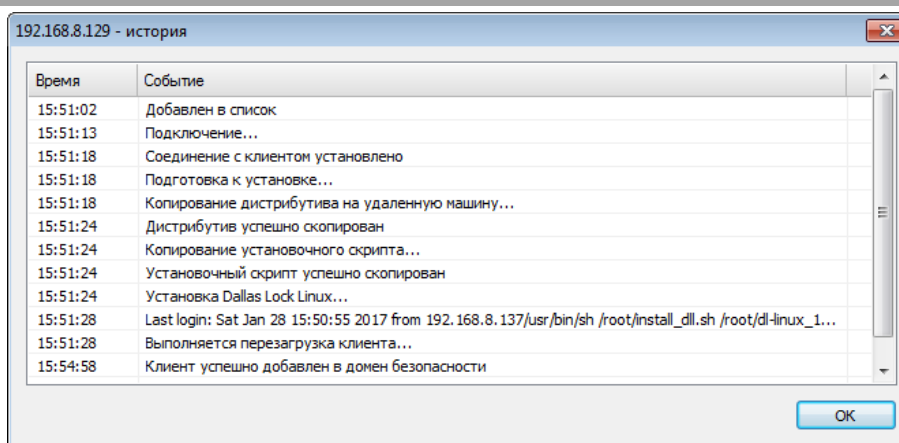 192.168.8.129 - история
Время Событие
15:51:02 Добавлен в список
15:51:13 Подключение...
15:51:18 Соединение с клиентом установлено
15:51:18 Подготовка к установке...
15:51:18 Копирование дистрибутива на удаленную машину...
15:51:24 Дистрибутив успешно скопирован
15:51:24 Копирование установочного скрипта...
15:51:24 Установочный скрипт успешно скопирован
15:51:24 Установка Dallas Lock Linux...
15:51:28 Last login: Sat Jan 28 15:50:55 2017 from 192.168.8.137/usr/bin/sh /root/install_dll.sh /root/dl-linux_1...
15:51:28 Выполняется перезагрузка клиента...
15:54:58 Клиент успешно добавлен в домен безопасности
OK